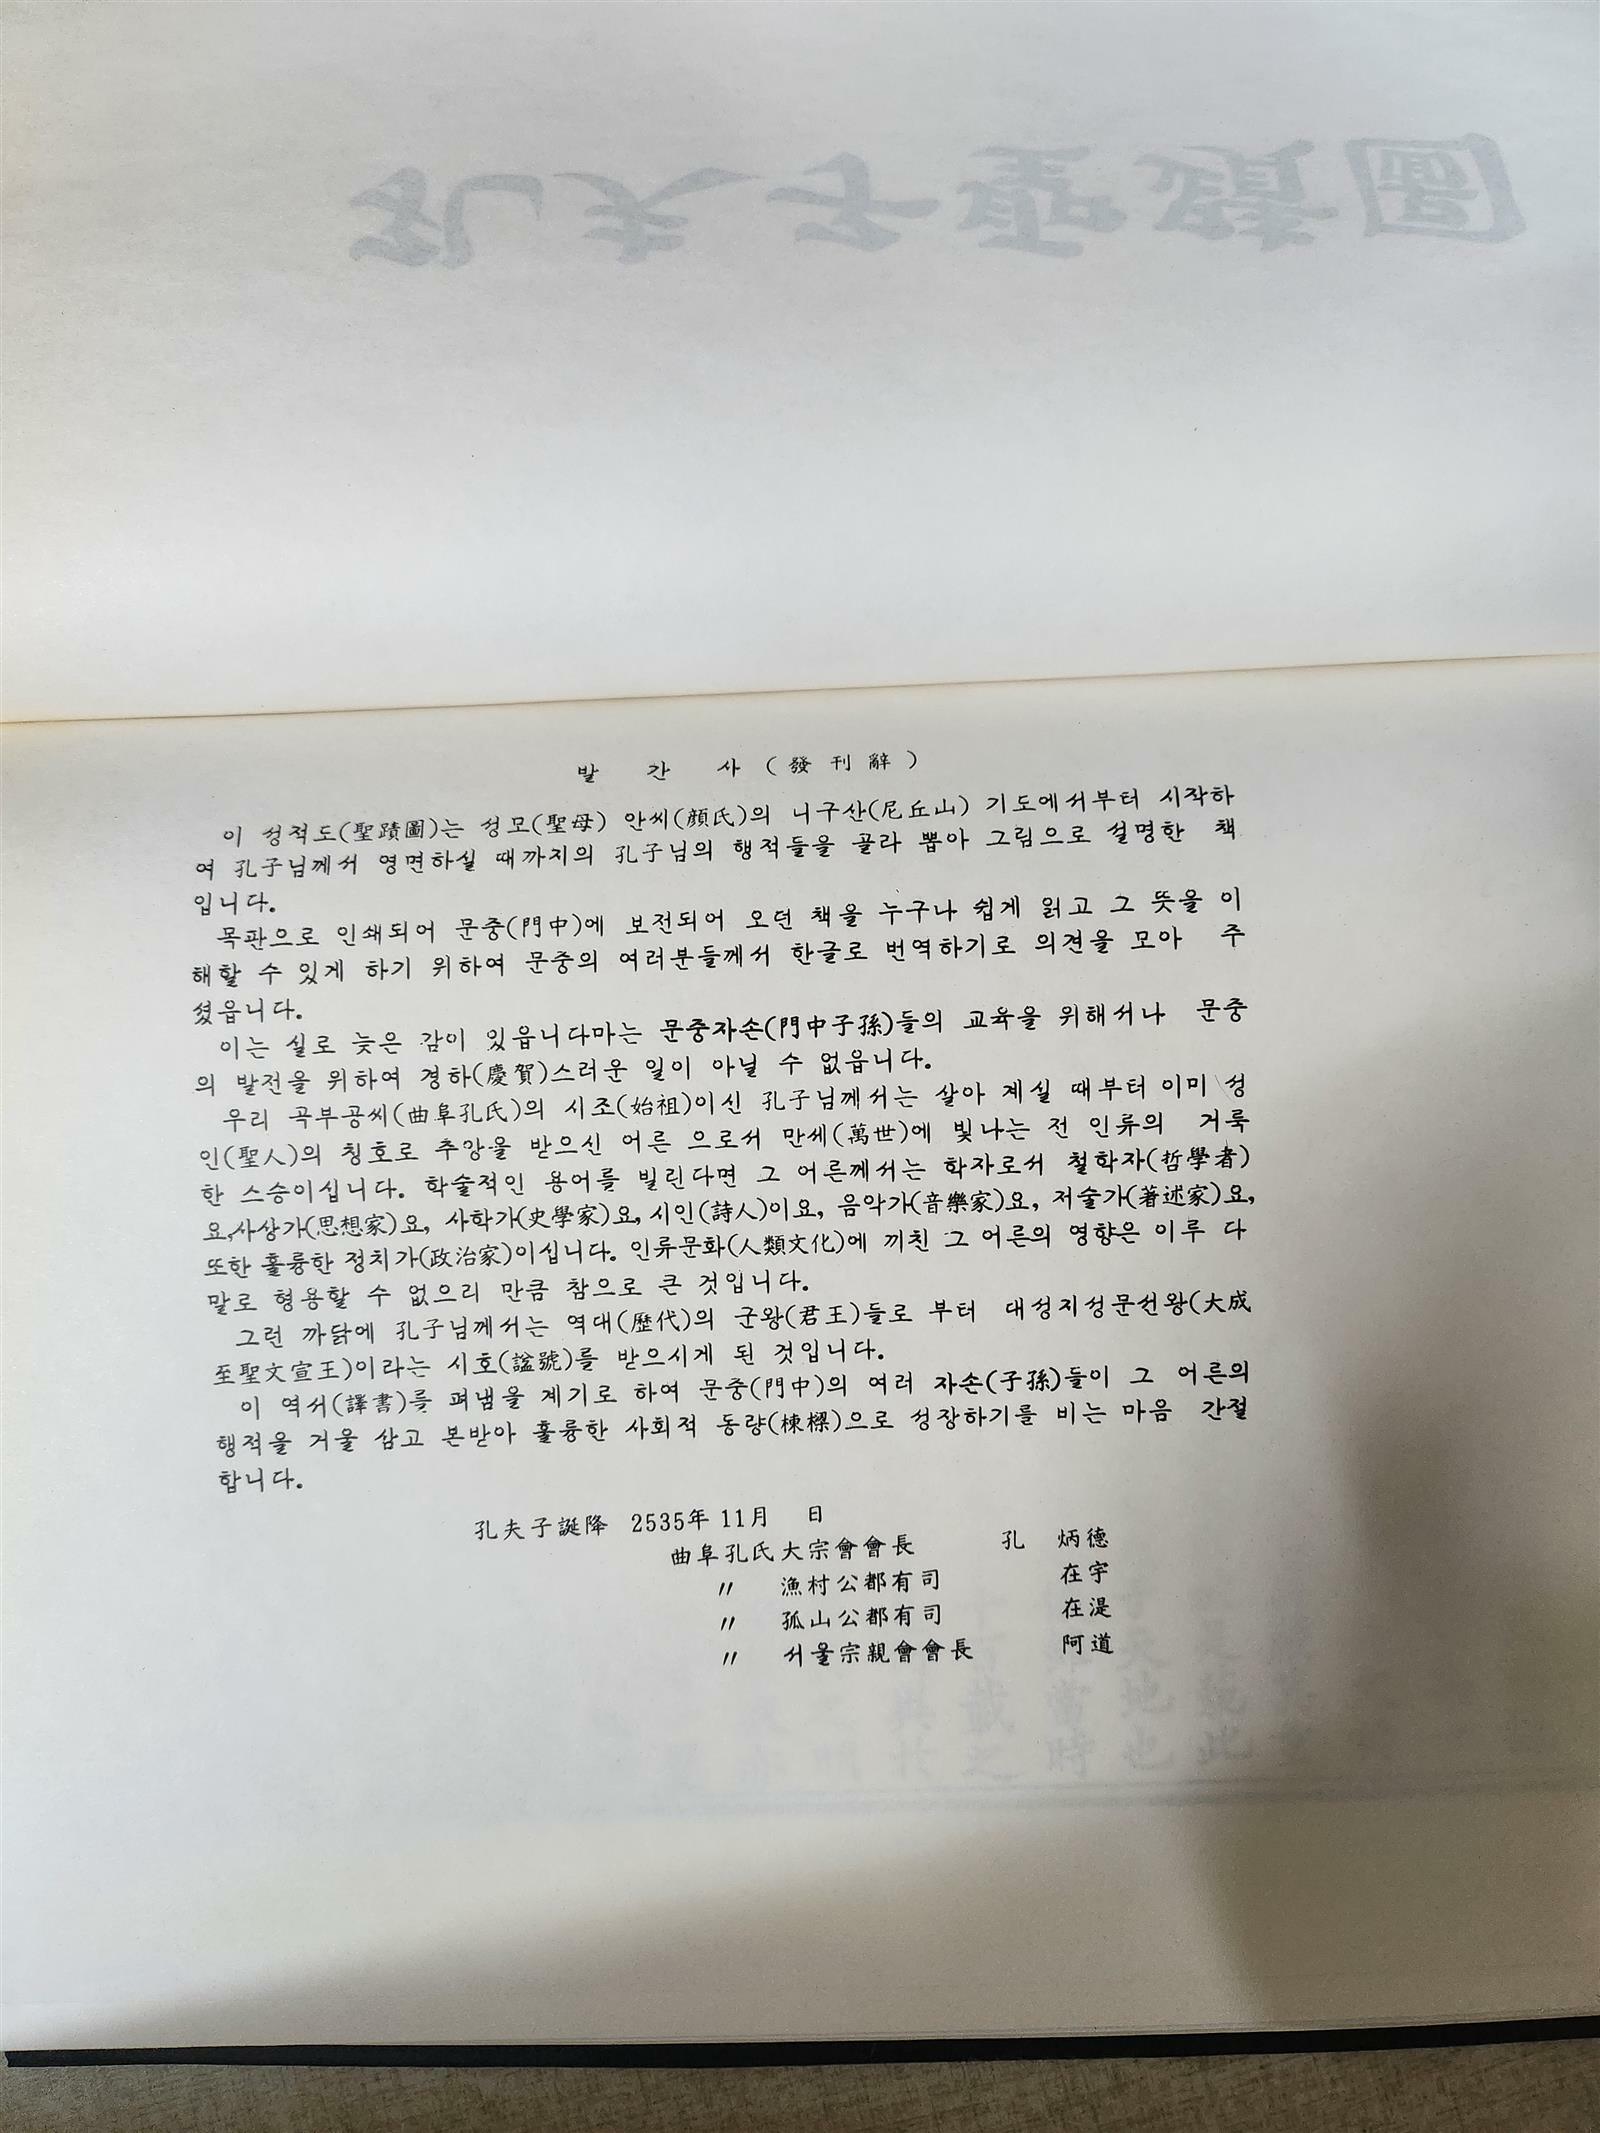 발 간 사 (發刊辭)
이 성적도(聖蹟圖)는 성모(聖母) 안씨(顔氏)의 니구산(尼丘山) 기도에서부터 시작하
여 孔子님께서 영면하실 때까지의 孔子님의 행적들을 골라 뽑아 그림으로 설명한 책
입니다.
목판으로 인쇄되어 문중(門中)에 보전되어 오던 책을 누구나 쉽게 읽고 그 뜻을 이
해할 수 있게 하기 위하여 문중의 여러분들께서 한글로 번역하기로 의견을 모아 주
셨읍니다.
이는 실로 늦은 감이 있읍니다마는 문중자손(門中子孫)들의 교육을 위해서나 문중
의 발전을 위하여 경하(慶賀)스러운 일이 아닐 수 없읍니다.
우리 곡부공씨(曲阜孔氏)의 시조(始祖)이신 孔子님께서는 살아 계실 때부터 이미 성
인(聖人)의 칭호로 추앙을 받으신 어른 으로서 만세(萬世)에 빛나는 전 인류의 거룩
한 스승이십니다. 학술적인 용어를 빌린다면 그 어른께서는 학자로서 철학자(哲學者)
요,사상가(思想家)요, 사학가(史學家)요, 시인(詩人)이요, 음악가(音樂家)요, 저술가(著述家)요,
또한 훌륭한 정치가(政治家)이십니다. 인류문화(人類文化)에 끼친 그 어른의 영향은 이루 다
말로 형용할 수 없으리 만큼 참으로 큰 것입니다.
그런 까닭에 孔子님께서는 역대(歷代)의 군왕(君王)들로 부터 대성지성문선왕(大成
至聖文宣王)이라는 시호(諡號)를 받으시게 된 것입니다.
이 역서(譯書)를 펴냄을 계기로 하여 문중(門中)의 여러 자손(子孫)들이 그 어른의
행적을 거울 삼고 본받아 훌륭한 사회적 동량(棟樑)으로 성장하기를 비는 마음 간절
합니다.
孔夫子誕降 2535年 11月 日
曲阜孔氏大宗會會長 孔 炳德
〃 漁村公都有司 在宇
〃 孤山公都有司 在湜
〃 서울宗親會會長 阿道